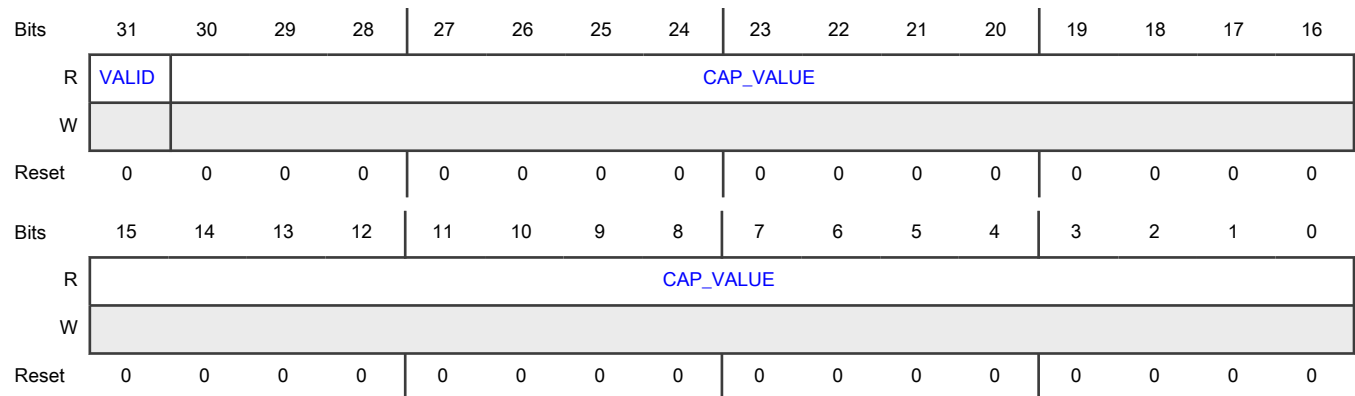 Bits 31 30 29 28 27 26 25 24 23 22 21 20 19 18 17 16
R VALID CAP_VALUE
W
Reset 0 0 0 0 0 0 0 0 0 0 0 0 0 0 0 0
Bits 15 14 13 12 11 10 9 8 7 6 5 4 3 2 1 0
R CAP_VALUE
W
Reset 0 0 0 0 0 0 0 0 0 0 0 0 0 0 0 0